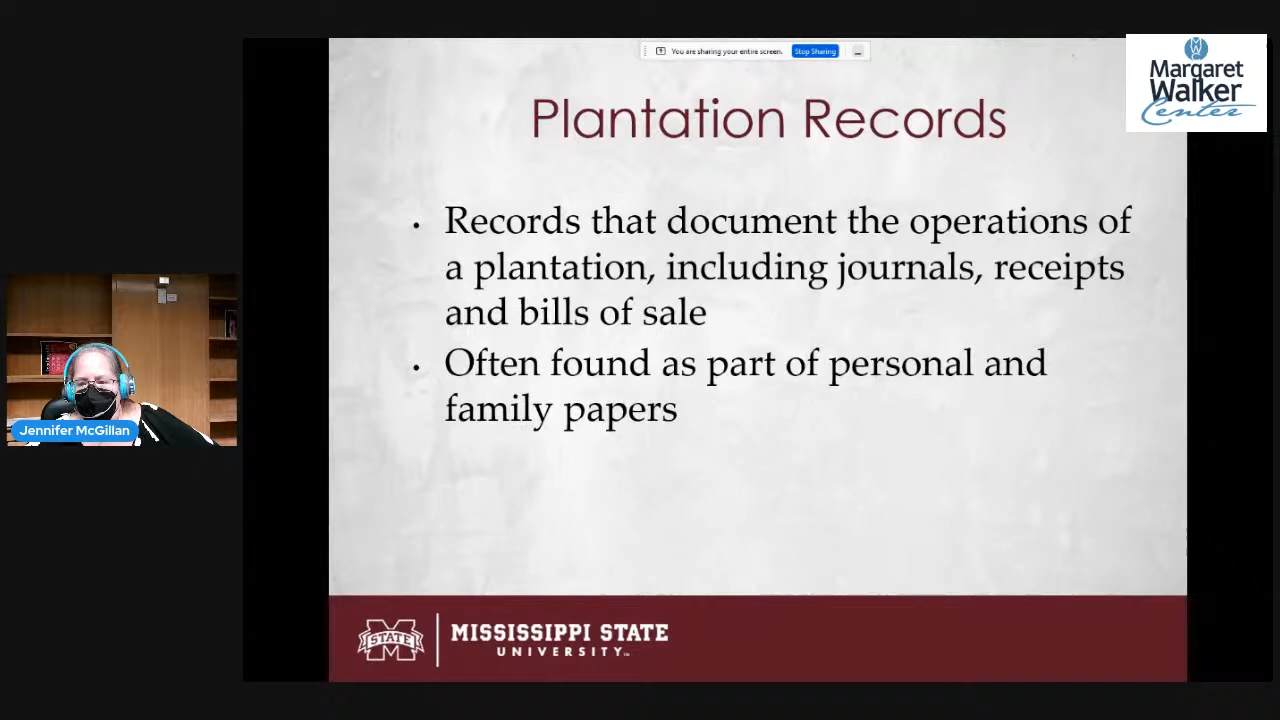 You are sharing your entire screen. Stop Sharing
Margaret
Walker
Center
Plantation Records
• Records that document the operations of
a plantation, including journals, receipts
and bills of sale
• Often found as part of personal and
family papers
Jennifer McGillan
STATE
MISSISSIPPI STATE
UNIVERSITY™